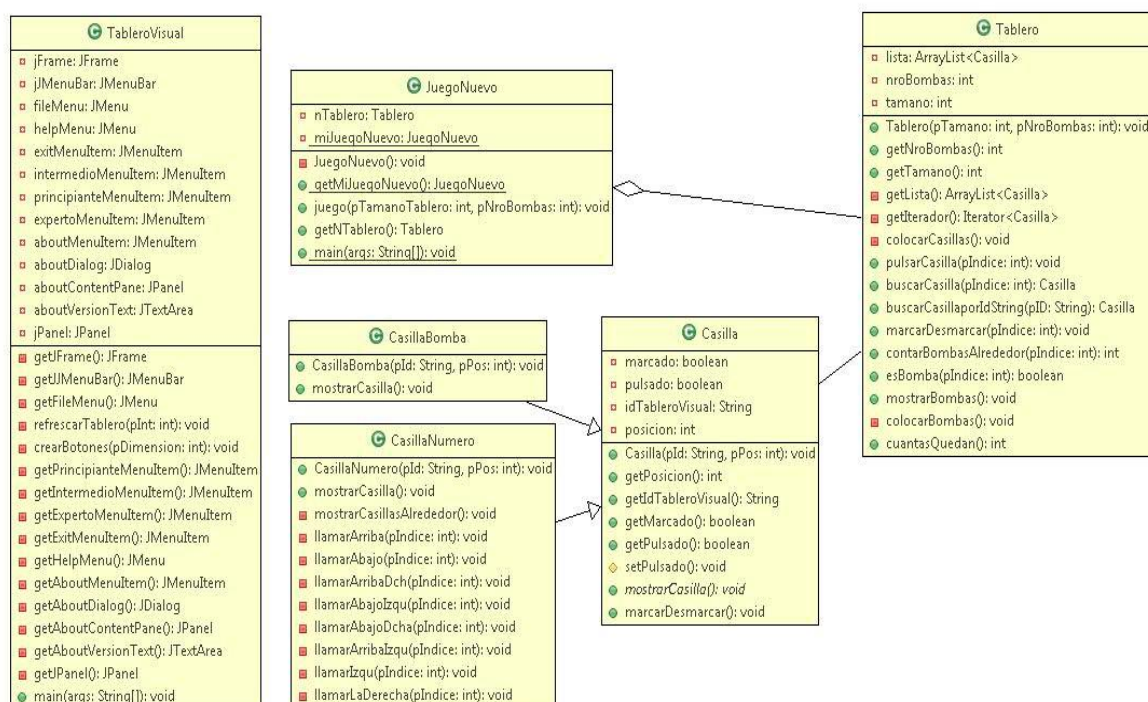 TableroVisual
jFrame: JFrame
jJMenuBar: JMenuBar
fileMenu: JMenu
helpMenu: JMenu
exitMenuItem: JMenuItem
intermedioMenuItem: JMenuItem
principianteMenuItem: JMenuItem
expertoMenuItem: JMenuItem
aboutMenuItem: JMenuItem
aboutDialog: JDialog
aboutContentPane: JPanel
aboutVersionText: JTextArea
jPanel: JPanel
getJFrame(): JFrame
getJJMenuBar(): JMenuBar
getFileMenu(): JMenu
refrescarTablero(pInt: int): void
crearBotones(pDimension: int): void
getPrincipianteMenuItem(): JMenuItem
getIntermedioMenuItem(): JMenuItem
getExpertoMenuItem(): JMenuItem
getExitMenuItem(): JMenuItem
getHelpMenu(): JMenu
getAboutMenuItem(): JMenuItem
getAboutDialog(): JDialog
getAboutContentPane(): JPanel
getAboutVersionText(): JTextArea
getJPanel(): JPanel
main(args: String[]): void
JuegoNuevo
nTablero: Tablero
miJuegoNuevo: JuegoNuevo
JuegoNuevo(): void
getMiJuegoNuevo(): JuegoNuevo
juego(pTamanoTablero: int, pNroBombas: int): void
getNTablero(): Tablero
main(args: String[]): void
CasillaBomba
CasillaBomba(pId: String, pPos: int): void
mostrarCasilla(): void
CasillaNumero
CasillaNumero(pId: String, pPos: int): void
mostrarCasilla(): void
mostrarCasillasAlrededor(): void
llamarArriba(pIndice: int): void
llamarAbajo(pIndice: int): void
llamarArribaDch(pIndice: int): void
llamarAbajoIzqu(pIndice: int): void
llamarAbajoDcha(pIndice: int): void
llamarArribaIzqu(pIndice: int): void
llamarIzqu(pIndice: int): void
llamarLaDerecha(pIndice: int): void
Casilla
marcado: boolean
pulsado: boolean
idTableroVisual: String
posicion: int
Casilla(pId: String, pPos: int): void
getPosicion(): int
getIdTableroVisual(): String
getMarcado(): boolean
getPulsado(): boolean
setPulsado(): void
mostrarCasilla(): void
marcarDesmarcar(): void
Tablero
lista: ArrayList<Casilla>
nroBombas: int
tamano: int
Tablero(pTamano: int, pNroBombas: int): void
getNroBombas(): int
getTamano(): int
getLista(): ArrayList<Casilla>
getIterador(): Iterator<Casilla>
colocarCasillas(): void
pulsarCasilla(pIndice: int): void
buscarCasilla(pIndice: int): Casilla
buscarCasillaporIdString(pID: String): Casilla
marcarDesmarcar(pIndice: int): void
contarBombasAlrededor(pIndice: int): int
esBomba(pIndice: int): boolean
mostrarBombas(): void
colocarBombas(): void
cuantasQuedan(): int